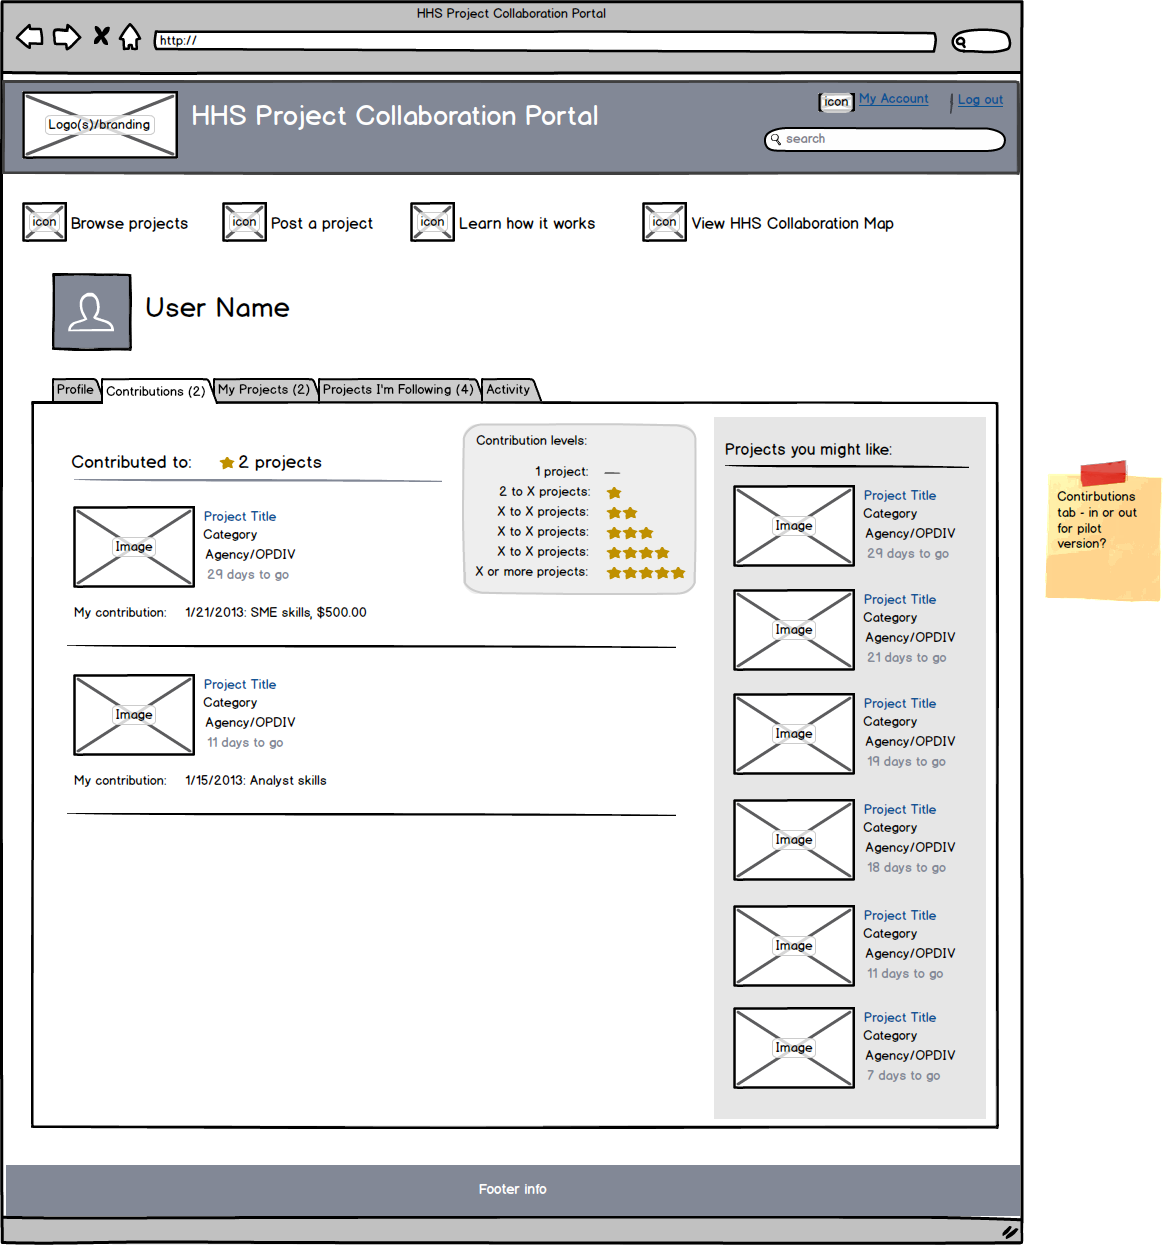 HHS Project Collaboration Portal
http://
Logo(s)/branding
HHS Project Collaboration Portal
icon My Account | Log out
search
icon Browse projects
icon Post a project
icon Learn how it works
icon View HHS Collaboration Map
User Name
Profile
Contributions (2)
My Projects (2)
Projects I'm Following (4)
Activity
Contributed to: 2 projects
Image
Project Title
Category
Agency/OPDIV
29 days to go
My contribution: 1/21/2013: SME skills, $500.00
Image
Project Title
Category
Agency/OPDIV
11 days to go
My contribution: 1/15/2013: Analyst skills
Contribution levels:
1 project: —
2 to X projects:
X to X projects:
X to X projects:
X to X projects:
X or more projects:
Projects you might like:
Image
Project Title
Category
Agency/OPDIV
29 days to go
Image
Project Title
Category
Agency/OPDIV
21 days to go
Image
Project Title
Category
Agency/OPDIV
19 days to go
Image
Project Title
Category
Agency/OPDIV
18 days to go
Image
Project Title
Category
Agency/OPDIV
11 days to go
Image
Project Title
Category
Agency/OPDIV
7 days to go
Contirbutions
tab - in or out
for pilot
version?
Footer info